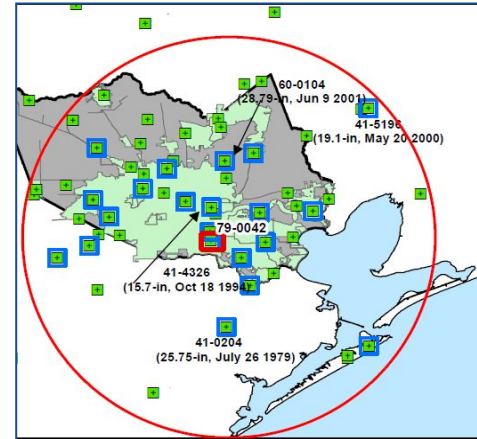 60-0104
(28.79-in, Jun 9 2001)
41-5196
(19.1-in, May 20 2000)
79-0042
41-4326
(15.7-in, Oct 18 1994)
41-0204
(25.75-in, July 26 1979)